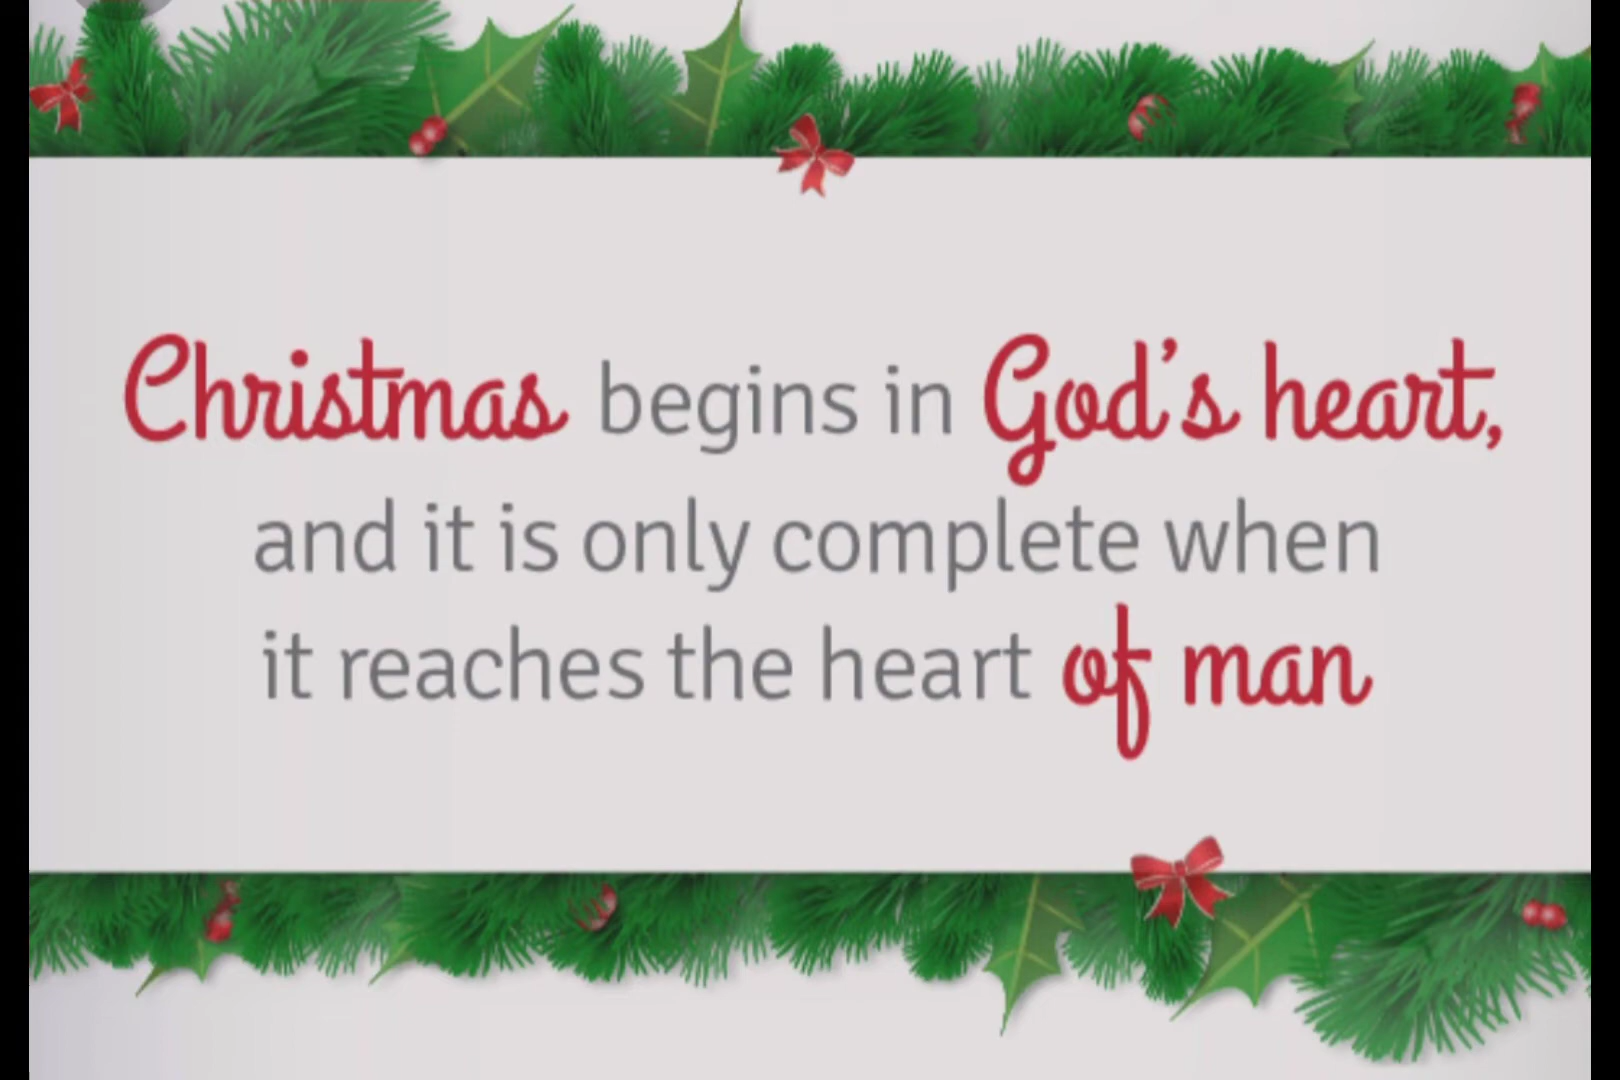 Christmas begins in God's heart,
and it is only complete when
it reaches the heart of man